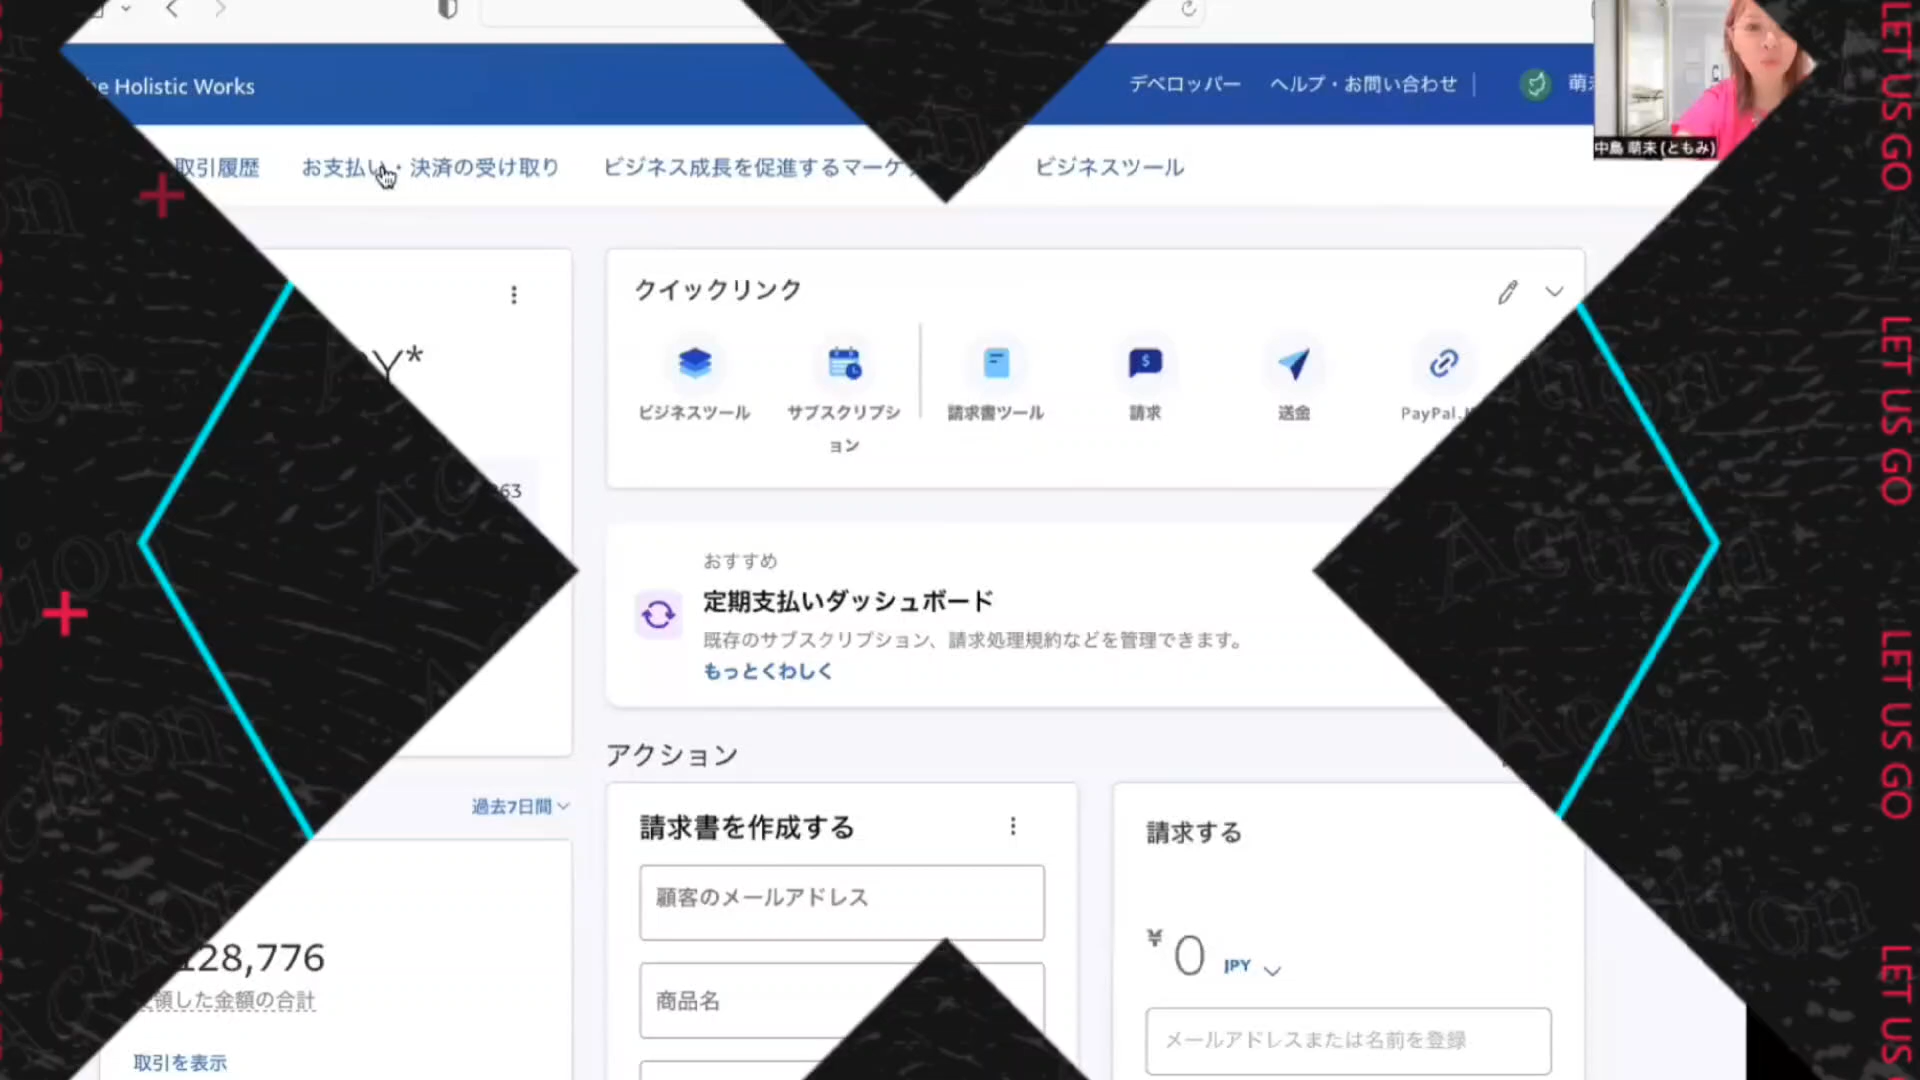 Holistic Works
デベロッパー
ヘルプ・お問い合わせ
中島 萌未 (ともみ)
取引履歴
お支払い・決済の受け取り
ビジネス成長を促進するマーケ
ビジネスツール
クイックリンク
ビジネスツール
サブスクリプション
請求書ツール
請求
送金
PayPal.
Y*
63
おすすめ
定期支払いダッシュボード
既存のサブスクリプション、請求処理規約などを管理できます。
もっとくわしく
アクション
過去7日間
請求書を作成する
顧客のメールアドレス
商品名
請求する
¥0 JPY
メールアドレスまたは名前を登録
128,776
領した金額の合計
取引を表示
LET US GO
LET US GO
LET US GO
LET US
Action
Action